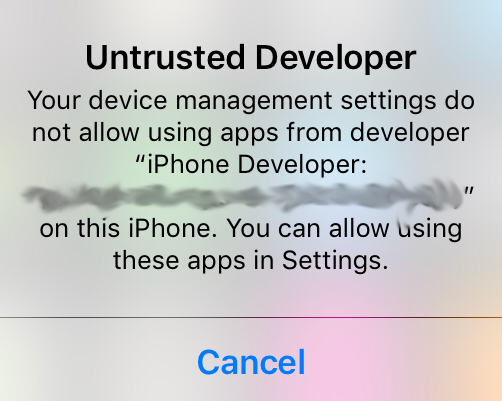 Untrusted Developer
Your device management settings do
not allow using apps from developer
“iPhone Developer:
”
on this iPhone. You can allow using
these apps in Settings.
Cancel